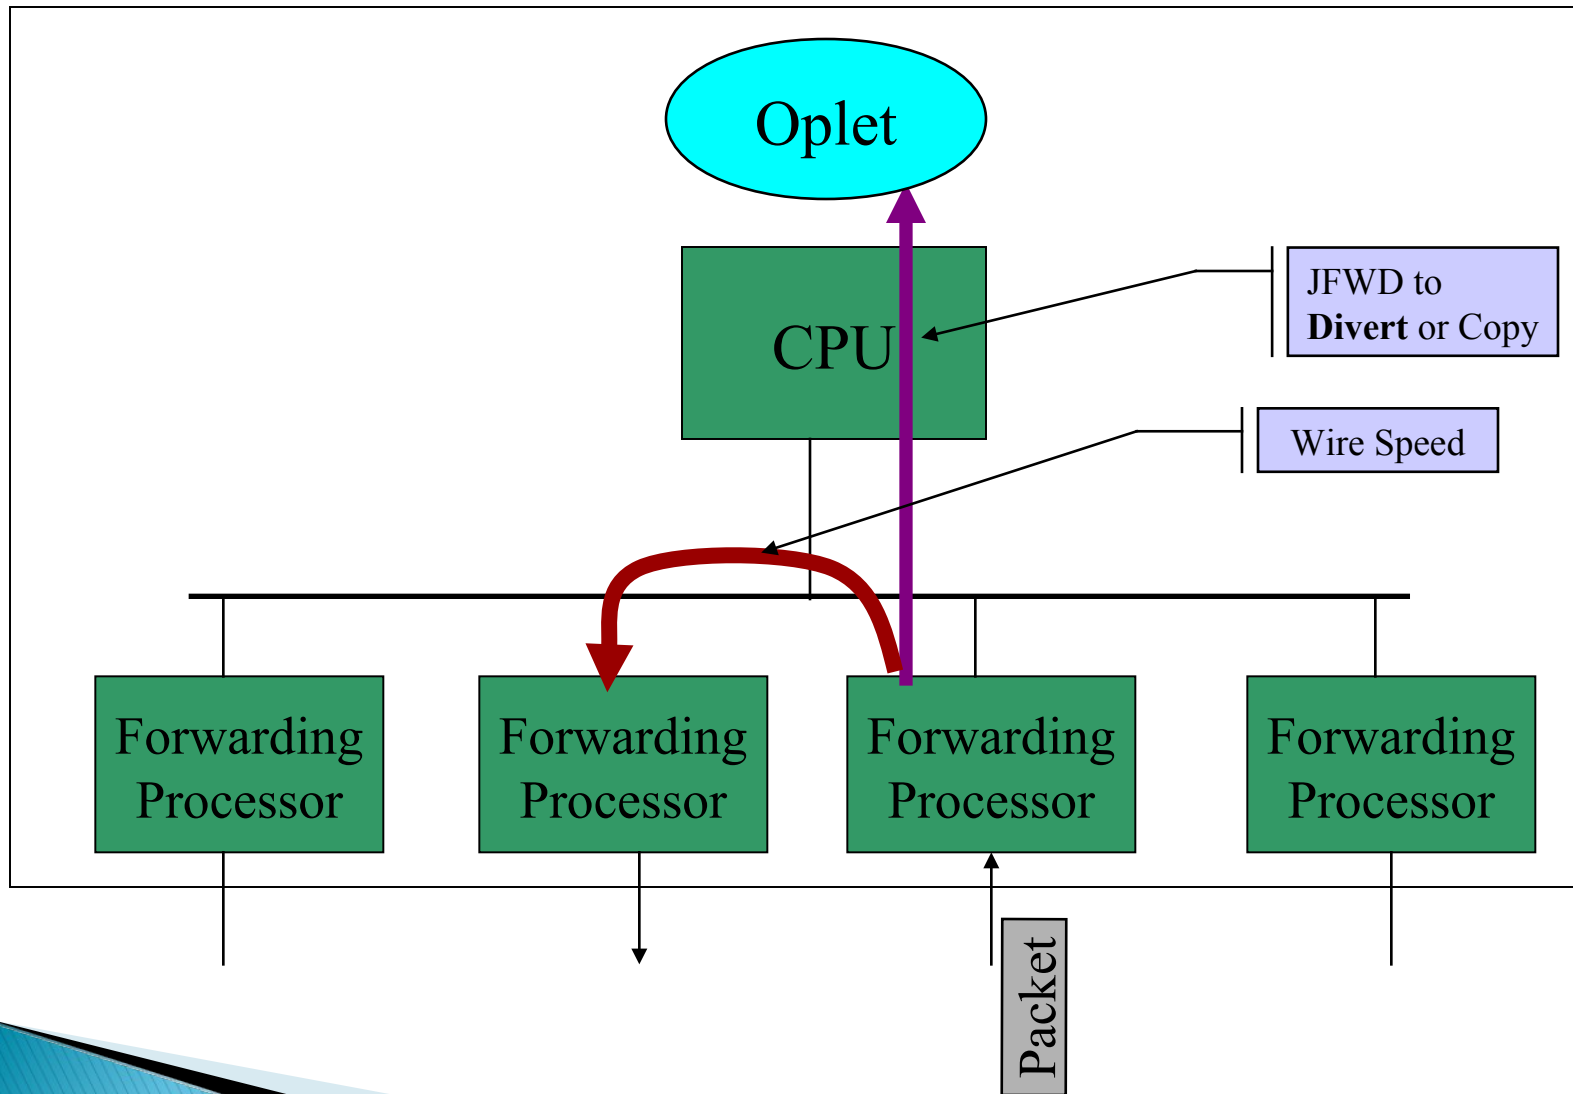 Oplet
CPU
JFWD to
Divert or Copy
Wire Speed
Forwarding
Processor
Forwarding
Processor
Forwarding
Processor
Forwarding
Processor
Packet